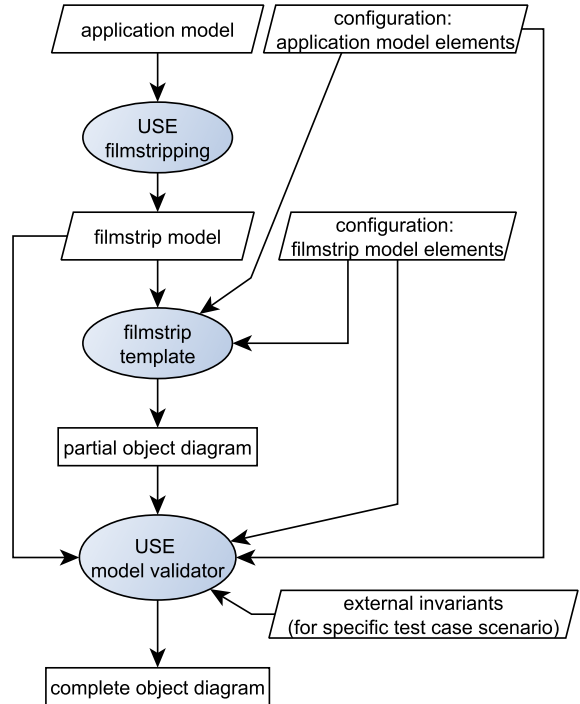 application model
configuration:
application model elements
USE
filmstripping
filmstrip model
configuration:
filmstrip model elements
filmstrip
template
partial object diagram
USE
model validator
external invariants
(for specific test case scenario)
complete object diagram